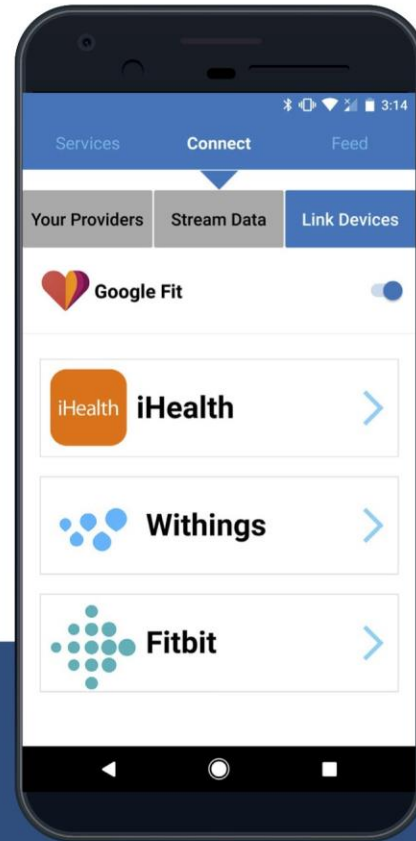 3:14
Services Connect Feed
Your Providers Stream Data Link Devices
Google Fit
iHealth iHealth
Withings
Fitbit